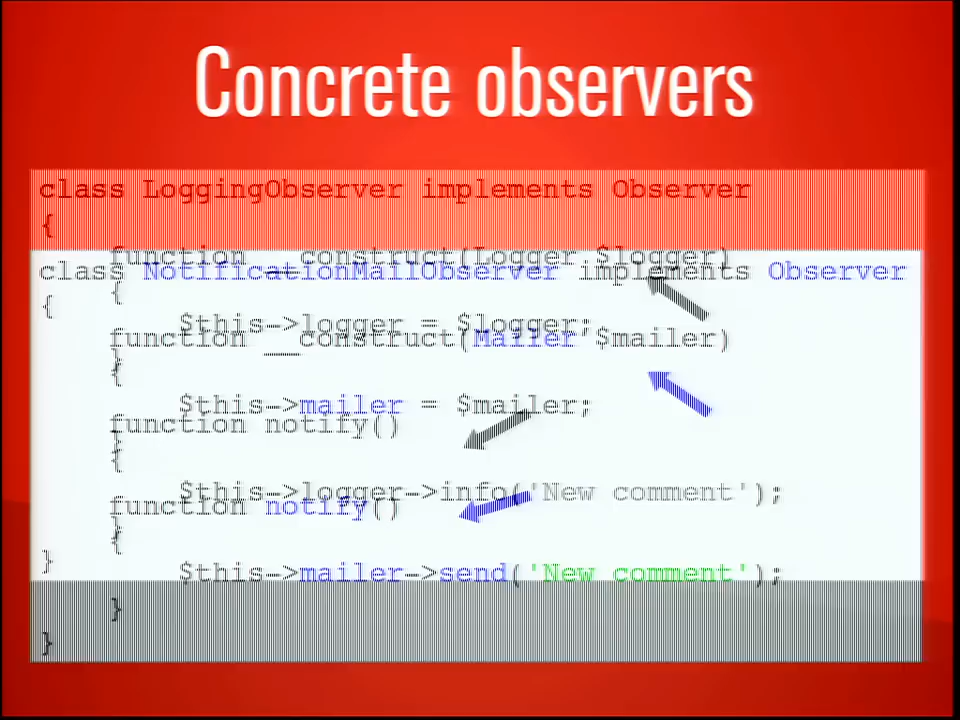 Concrete observers
class LoggingObserver implements Observer
{
function __construct(Logger $logger)
class NotificationMailObserver implements Observer
{
{
$this->logger = $logger;
function __construct(Mailer $mailer)
}
{
$this->mailer = $mailer;
function notify()
}
{
$this->logger->info('New comment');
function notify()
}
{
}
$this->mailer->send('New comment');
}
}